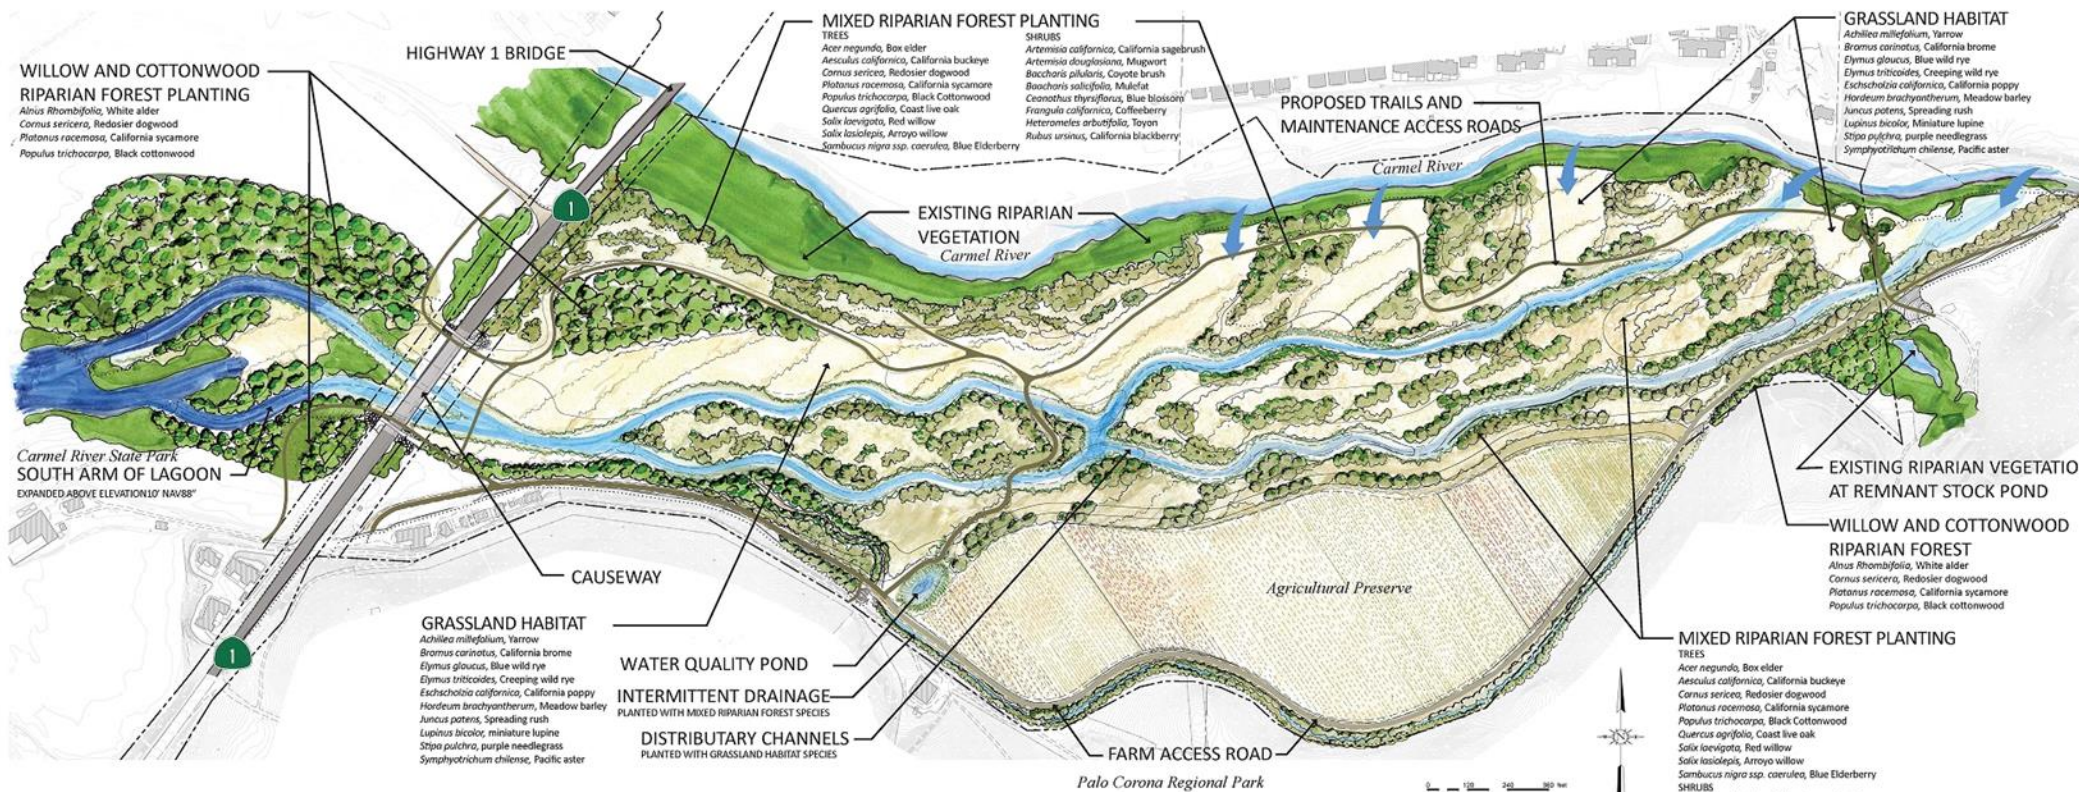 WILLOW AND COTTONWOOD
RIPARIAN FOREST PLANTING
Alnus Rhombifolia, White alder
Cornus sericera, Redosier dogwood
Platanus racemosa, California sycamore
Populus trichocarpa, Black cottonwood
HIGHWAY 1 BRIDGE
MIXED RIPARIAN FOREST PLANTING
TREES
Acer negundo, Box elder
Aesculus californica, California buckeye
Cornus sericea, Redosier dogwood
Platanus racemosa, California sycamore
Populus trichocarpa, Black Cottonwood
Quercus agrifolia, Coast live oak
Salix laevigata, Red willow
Salix lasiolepis, Arroyo willow
Sambucus nigra ssp. caerulea, Blue Elderberry
SHRUBS
Artemisia californica, California sagebrush
Artemisia douglasiana, Mugwort
Baccharis pilularis, Coyote brush
Baccharis salicifolia, Mulefat
Ceanothus thyrsiflorus, Blue blossom
Frangula californica, Coffeeberry
Heteromeles arbutifolia, Toyon
Rubus ursinus, California blackberry
PROPOSED TRAILS AND
MAINTENANCE ACCESS ROADS
GRASSLAND HABITAT
Achillea millefolium, Yarrow
Bromus carinatus, California brome
Elymus glaucus, Blue wild rye
Elymus triticoides, Creeping wild rye
Eschscholzia californica, California poppy
Hordeum brachyantherum, Meadow barley
Juncus patens, Spreading rush
Lupinus bicolor, Miniature lupine
Stipa pulchra, purple needlegrass
Symphyotrichum chilense, Pacific aster
Carmel River
1
EXISTING RIPARIAN
VEGETATION
Carmel River
Carmel River State Park
SOUTH ARM OF LAGOON
EXPANDED ABOVE ELEVATION10' NAV88"
CAUSEWAY
1
GRASSLAND HABITAT
Achillea millefolium, Yarrow
Bromus carinatus, California brome
Elymus glaucus, Blue wild rye
Elymus triticoides, Creeping wild rye
Eschscholzia californica, California poppy
Hordeum brachyantherum, Meadow barley
Juncus patens, Spreading rush
Lupinus bicolor, miniature lupine
Stipa pulchra, purple needlegrass
Symphyotrichum chilense, Pacific aster
WATER QUALITY POND
INTERMITTENT DRAINAGE
PLANTED WITH MIXED RIPARIAN FOREST SPECIES
DISTRIBUTARY CHANNELS
PLANTED WITH GRASSLAND HABITAT SPECIES
Agricultural Preserve
FARM ACCESS ROAD
Palo Corona Regional Park
EXISTING RIPARIAN VEGETATIO
AT REMNANT STOCK POND
WILLOW AND COTTONWOOD
RIPARIAN FOREST
Alnus Rhombifolia, White alder
Cornus sericera, Redosier dogwood
Platanus racemosa, California sycamore
Populus trichocarpa, Black cottonwood
MIXED RIPARIAN FOREST PLANTING
TREES
Acer negundo, Box elder
Aesculus californica, California buckeye
Cornus sericea, Redosier dogwood
Platanus racemosa, California sycamore
Populus trichocarpa, Black Cottonwood
Quercus agrifolia, Coast live oak
Salix laevigata, Red willow
Salix lasiolepis, Arroyo willow
Sambucus nigra ssp. caerulea, Blue Elderberry
SHRUBS
N
0 120 240 360 feet